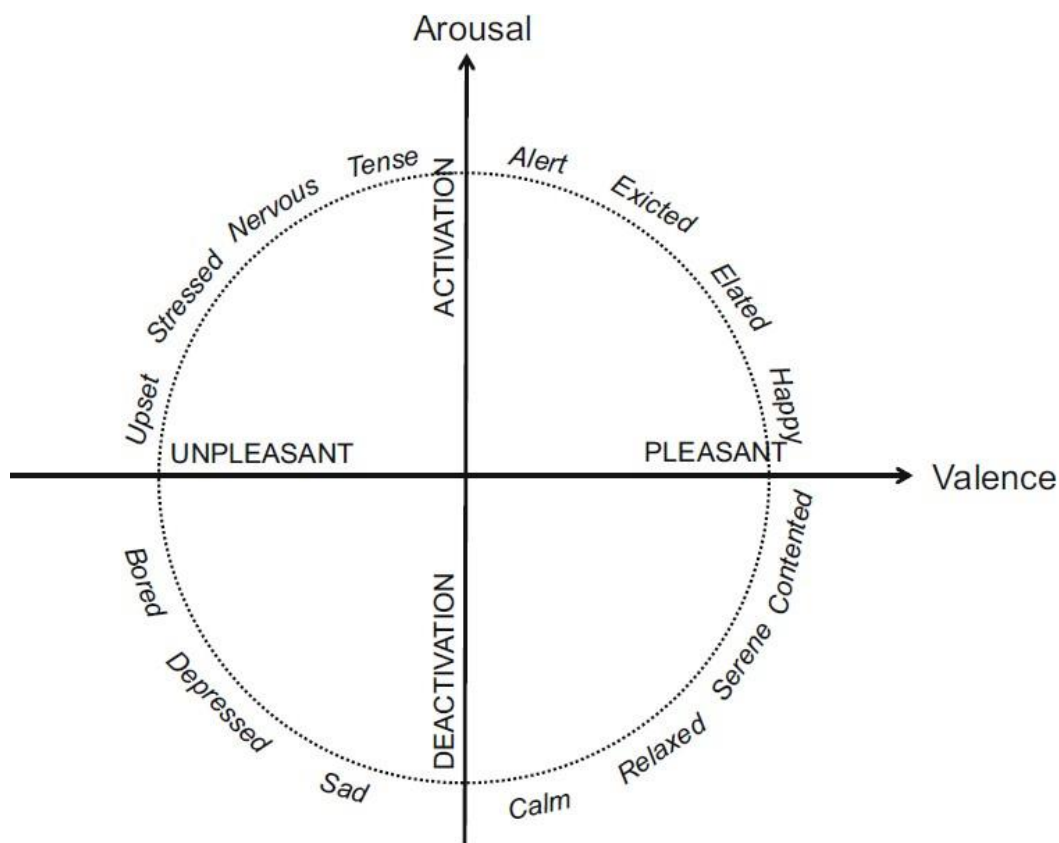 Arousal
Tense
Alert
Nervous
Exicted
ACTIVATION
Stressed
Elated
Upset
Happy
UNPLEASANT
PLEASANT
Valence
Contented
Bored
DEACTIVATION
Serene
Depressed
Relaxed
Sad
Calm